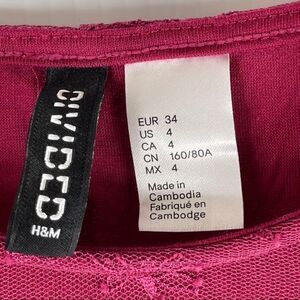 DIVIDED
H&M
EUR 34
US 4
CA 4
CN 160/80A
MX 4
Made in
Cambodia
Fabriqué en
Cambodge